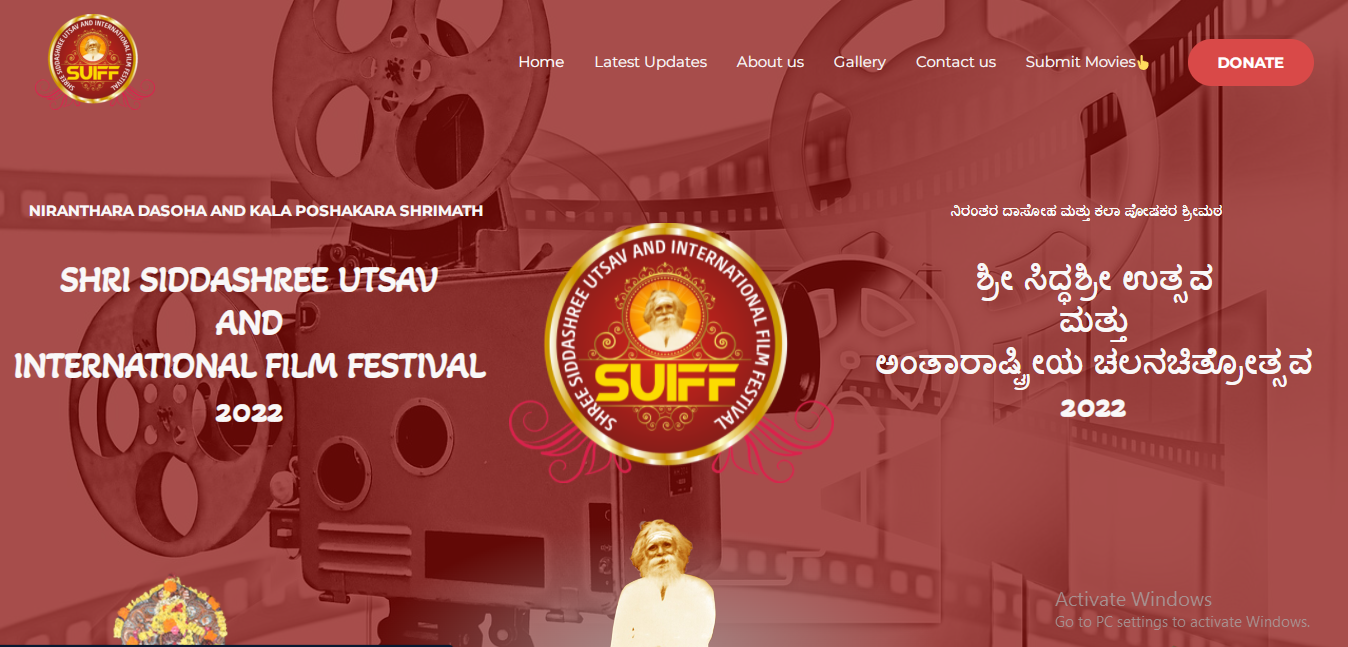 SHREE SIDDASHREE UTSAV AND INTERNATIONAL FILM FESTIVAL
SUIFF
Home
Latest Updates
About us
Gallery
Contact us
Submit Movies👆
DONATE
NIRANTHARA DASOHA AND KALA POSHAKARA SHRIMATH
SHRI SIDDASHREE UTSAV
AND
INTERNATIONAL FILM FESTIVAL
2022
SHREE SIDDASHREE UTSAV AND INTERNATIONAL FILM FESTIVAL
SUIFF
ನಿರಂತರ ದಾಸೋಹ ಮತ್ತು ಕಲಾ ಪೋಷಕರ ಶ್ರೀಮಠ
ಶ್ರೀ ಸಿದ್ಧಶ್ರೀ ಉತ್ಸವ
ಮತ್ತು
ಅಂತಾರಾಷ್ಟ್ರೀಯ ಚಲನಚಿತ್ರೋತ್ಸವ
2022
Activate Windows
Go to PC settings to activate Windows.